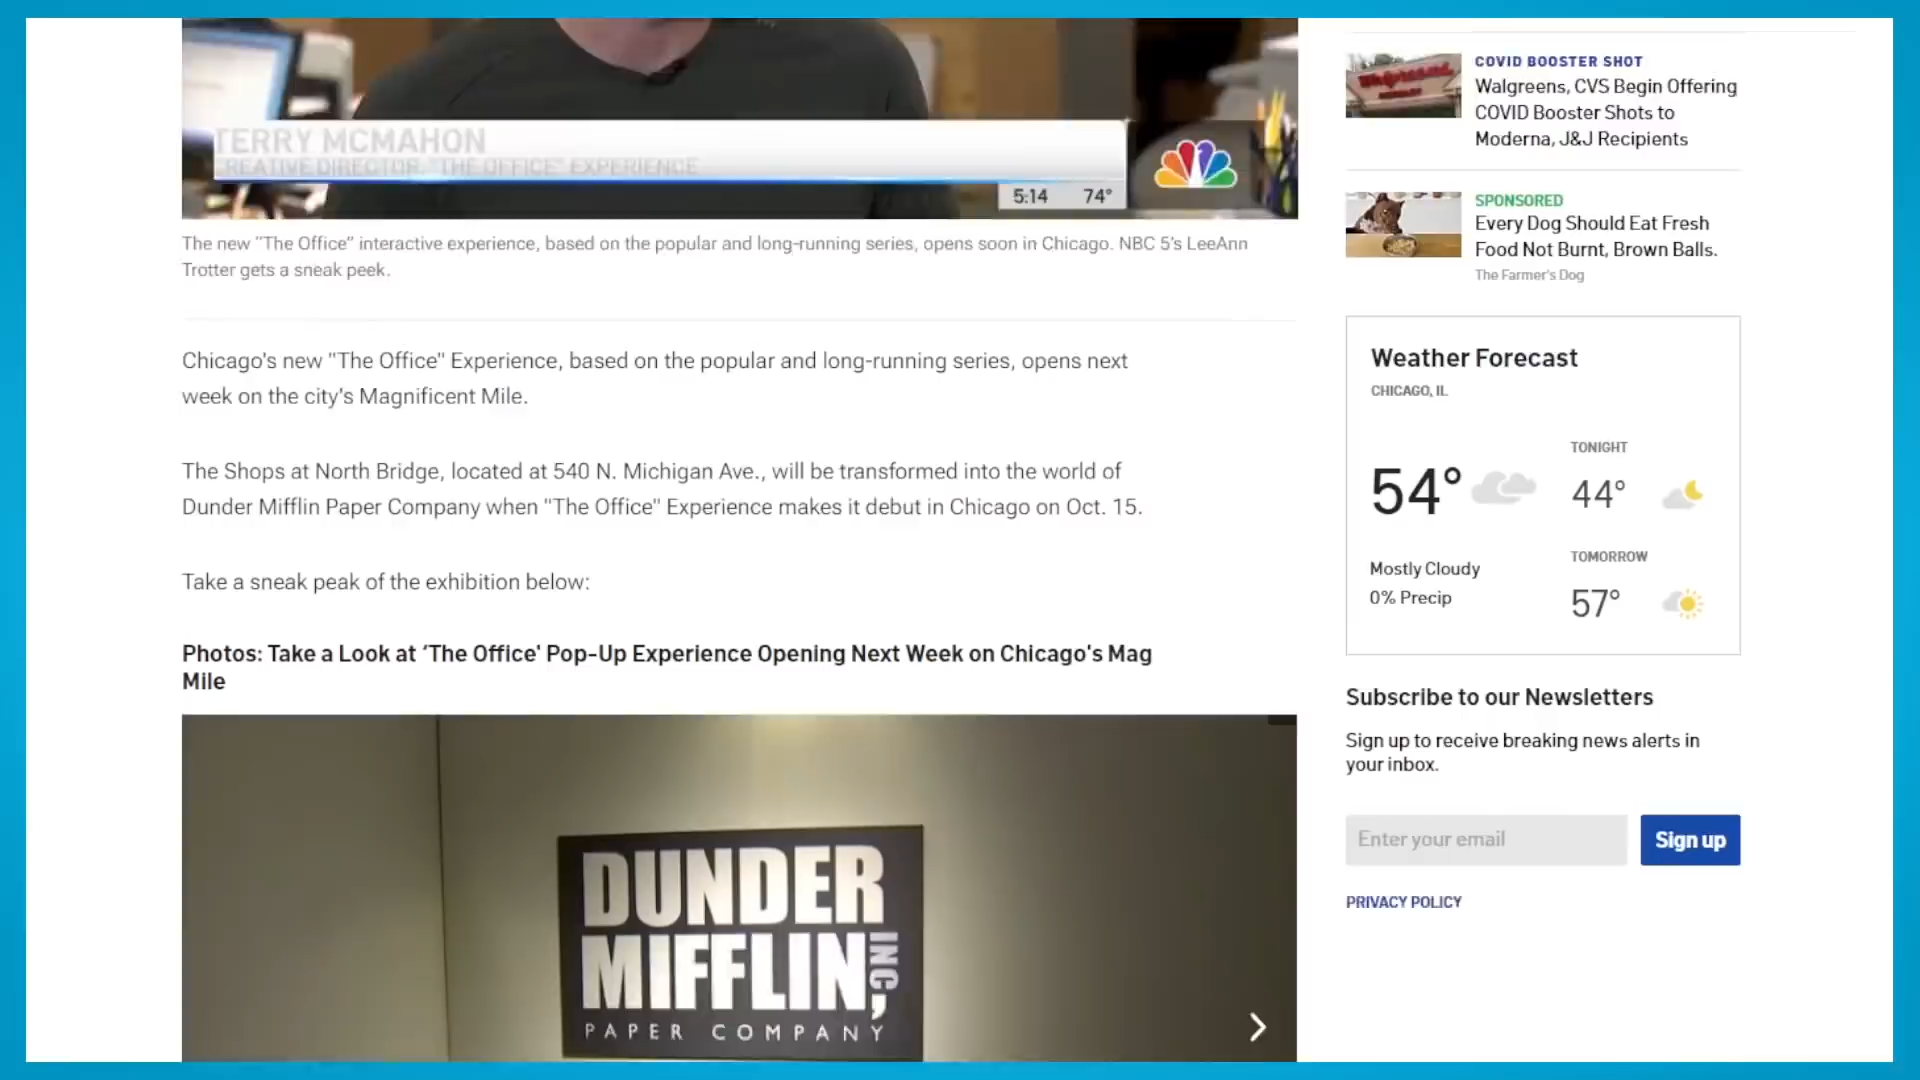 TERRY MCMAHON
CREATIVE DIRECTOR, "THE OFFICE" EXPERIENCE
5:14 74°
The new "The Office" interactive experience, based on the popular and long-running series, opens soon in Chicago. NBC 5's LeeAnn
Trotter gets a sneak peek.
Chicago's new "The Office" Experience, based on the popular and long-running series, opens next
week on the city's Magnificent Mile.
The Shops at North Bridge, located at 540 N. Michigan Ave., will be transformed into the world of
Dunder Mifflin Paper Company when "The Office" Experience makes it debut in Chicago on Oct. 15.
Take a sneak peak of the exhibition below:
Photos: Take a Look at ‘The Office' Pop-Up Experience Opening Next Week on Chicago's Mag
Mile
DUNDER
MIFFLIN, INC
PAPER COMPANY
COVID BOOSTER SHOT
Walgreens, CVS Begin Offering
COVID Booster Shots to
Moderna, J&J Recipients
SPONSORED
Every Dog Should Eat Fresh
Food Not Burnt, Brown Balls.
The Farmer's Dog
Weather Forecast
CHICAGO, IL
54°
Mostly Cloudy
0% Precip
TONIGHT
44°
TOMORROW
57°
Subscribe to our Newsletters
Sign up to receive breaking news alerts in
your inbox.
Enter your email
Sign up
PRIVACY POLICY